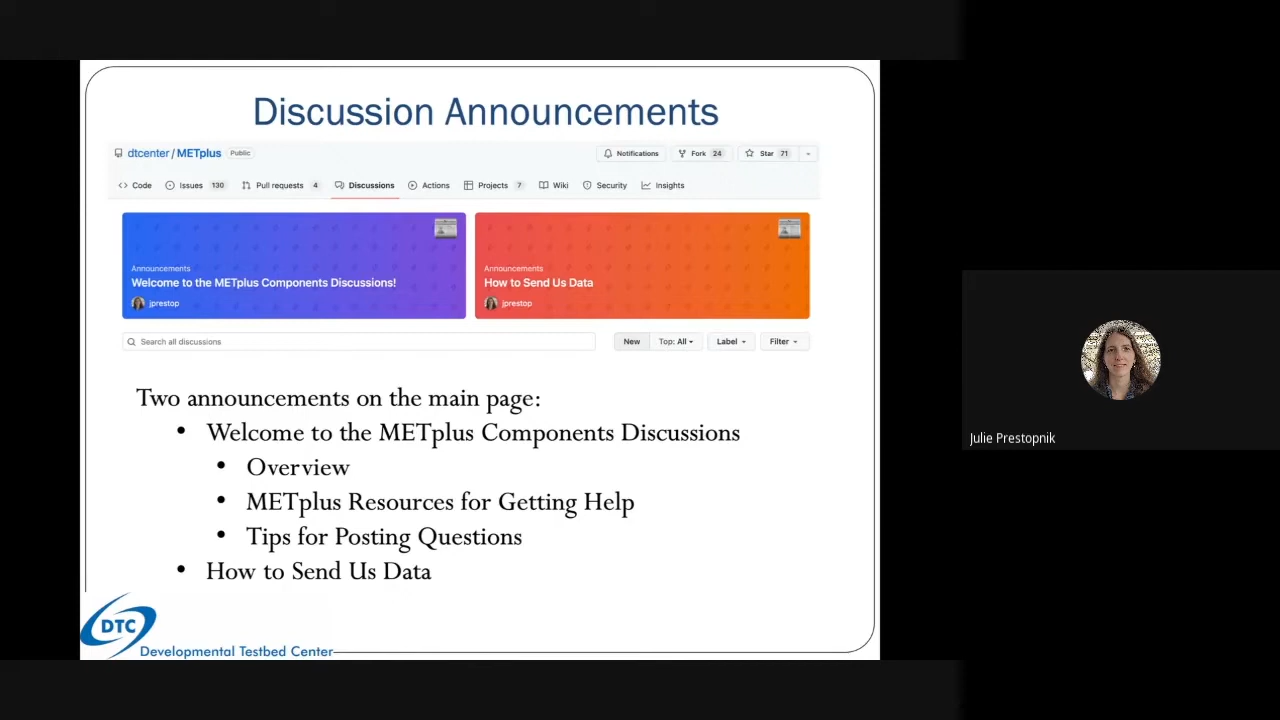 Discussion Announcements
dtcenter / METplus Public
Notifications Fork 24 Star 71
Code Issues 130 Pull requests 4 Discussions Actions Projects 7 Wiki Security Insights
Announcements
Welcome to the METplus Components Discussions!
jprestop
Announcements
How to Send Us Data
jprestop
Search all discussions
New Top: All Label Filter
Two announcements on the main page:
• Welcome to the METplus Components Discussions
• Overview
• METplus Resources for Getting Help
• Tips for Posting Questions
• How to Send Us Data
DTC
Developmental Testbed Center
Julie Prestopnik